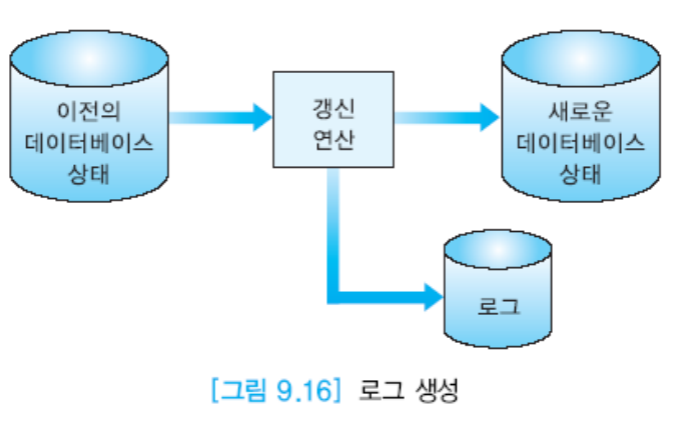 이전의
데이터베이스
상태
갱신
연산
새로운
데이터베이스
상태
로그
[그림 9.16] 로그 생성